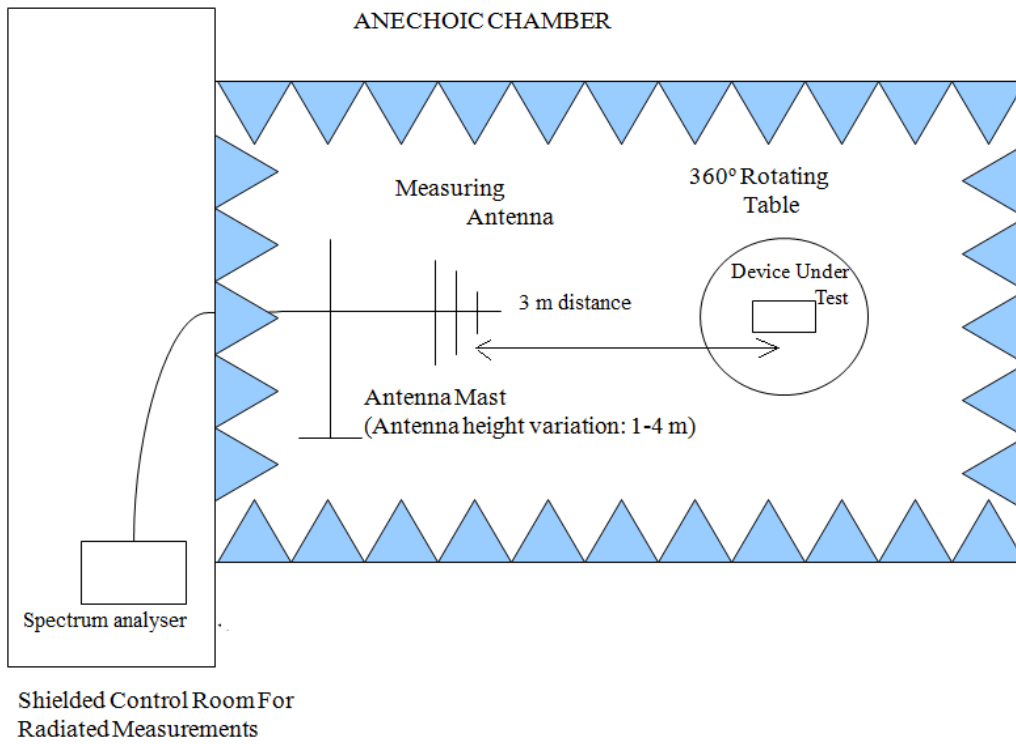 ANECHOIC CHAMBER
Measuring
Antenna
360º Rotating
Table
Device Under
Test
3 m distance
Antenna Mast
(Antenna height variation: 1-4 m)
Spectrum analyser
Shielded Control Room For
Radiated Measurements